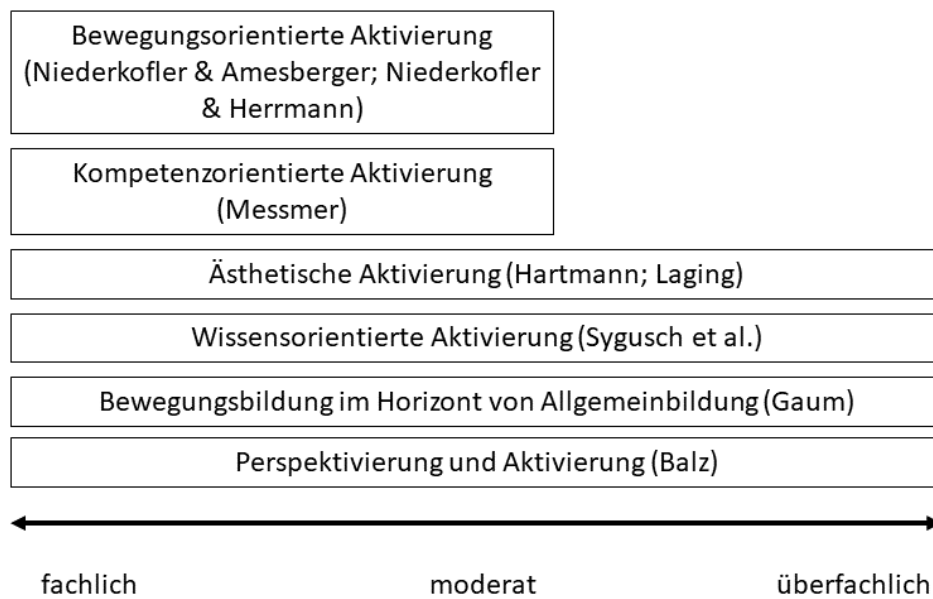 Bewegungsorientierte Aktivierung
(Niederkofler & Amesberger; Niederkofler
& Herrmann)
Kompetenzorientierte Aktivierung
(Messmer)
Ästhetische Aktivierung (Hartmann; Laging)
Wissensorientierte Aktivierung (Sygusch et al.)
Bewegungsbildung im Horizont von Allgemeinbildung (Gaum)
Perspektivierung und Aktivierung (Balz)
fachlich moderat überfachlich